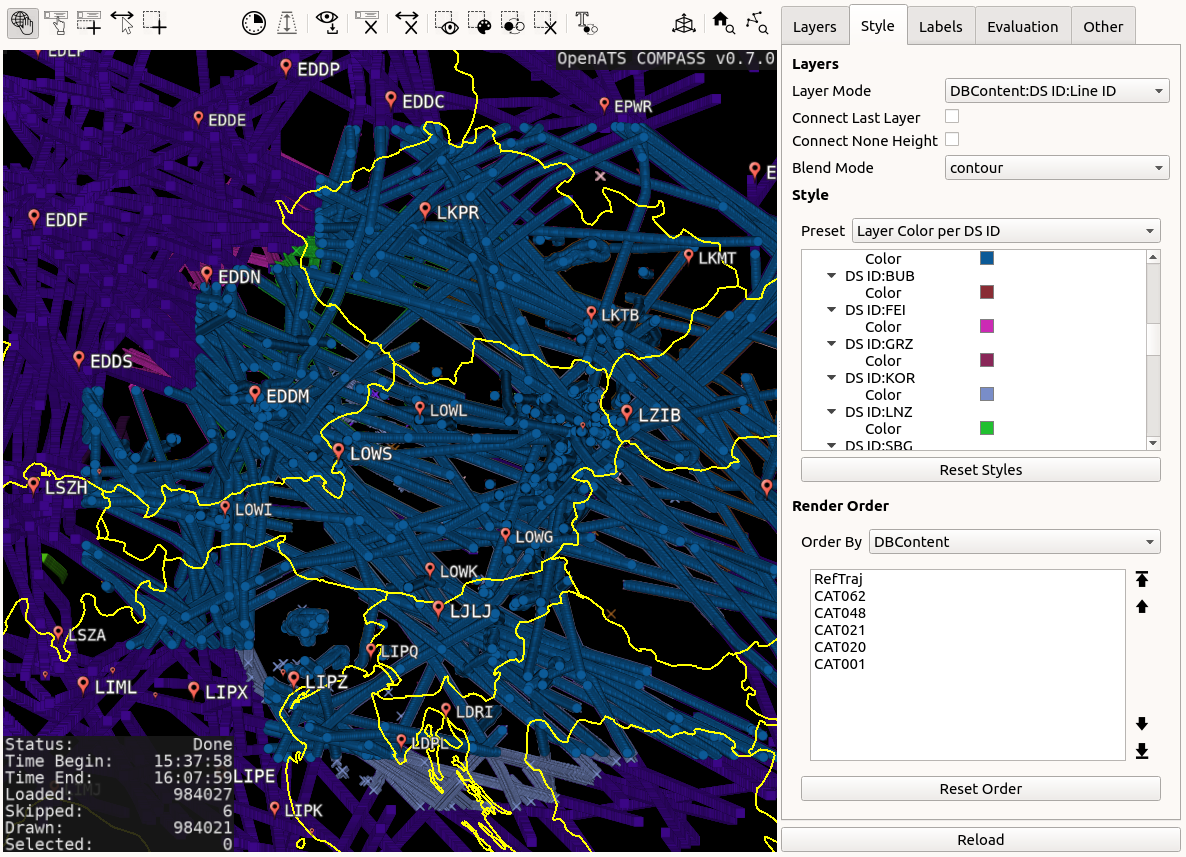 OpenATS COMPASS v0.7.0
EDDP
EDDC
EPWR
EDDE
EDDF
LKPR
LKMT
EDDN
LKTB
EDDS
EDDM
LOWL
LZIB
LOWS
LSZH
LOWI
LOWG
LOWK
LJLJ
LSZA
LIPQ
LIML
LIPX
LIPZ
LDRI
LDPL
LIPE
LIPK
Status: Done
Time Begin: 15:37:58
Time End: 16:07:59
Loaded: 984027
Skipped: 6
Drawn: 984021
Selected: 0
Layers
Style
Labels
Evaluation
Other
Layers
Layer Mode DBContent:DS ID:Line ID
Connect Last Layer
Connect None Height
Blend Mode contour
Style
Preset Layer Color per DS ID
Color
DS ID:BUB
Color
DS ID:FEI
Color
DS ID:GRZ
Color
DS ID:KOR
Color
DS ID:LNZ
Color
DS ID:SBG
Reset Styles
Render Order
Order By DBContent
RefTraj
CAT062
CAT048
CAT021
CAT020
CAT001
Reset Order
Reload